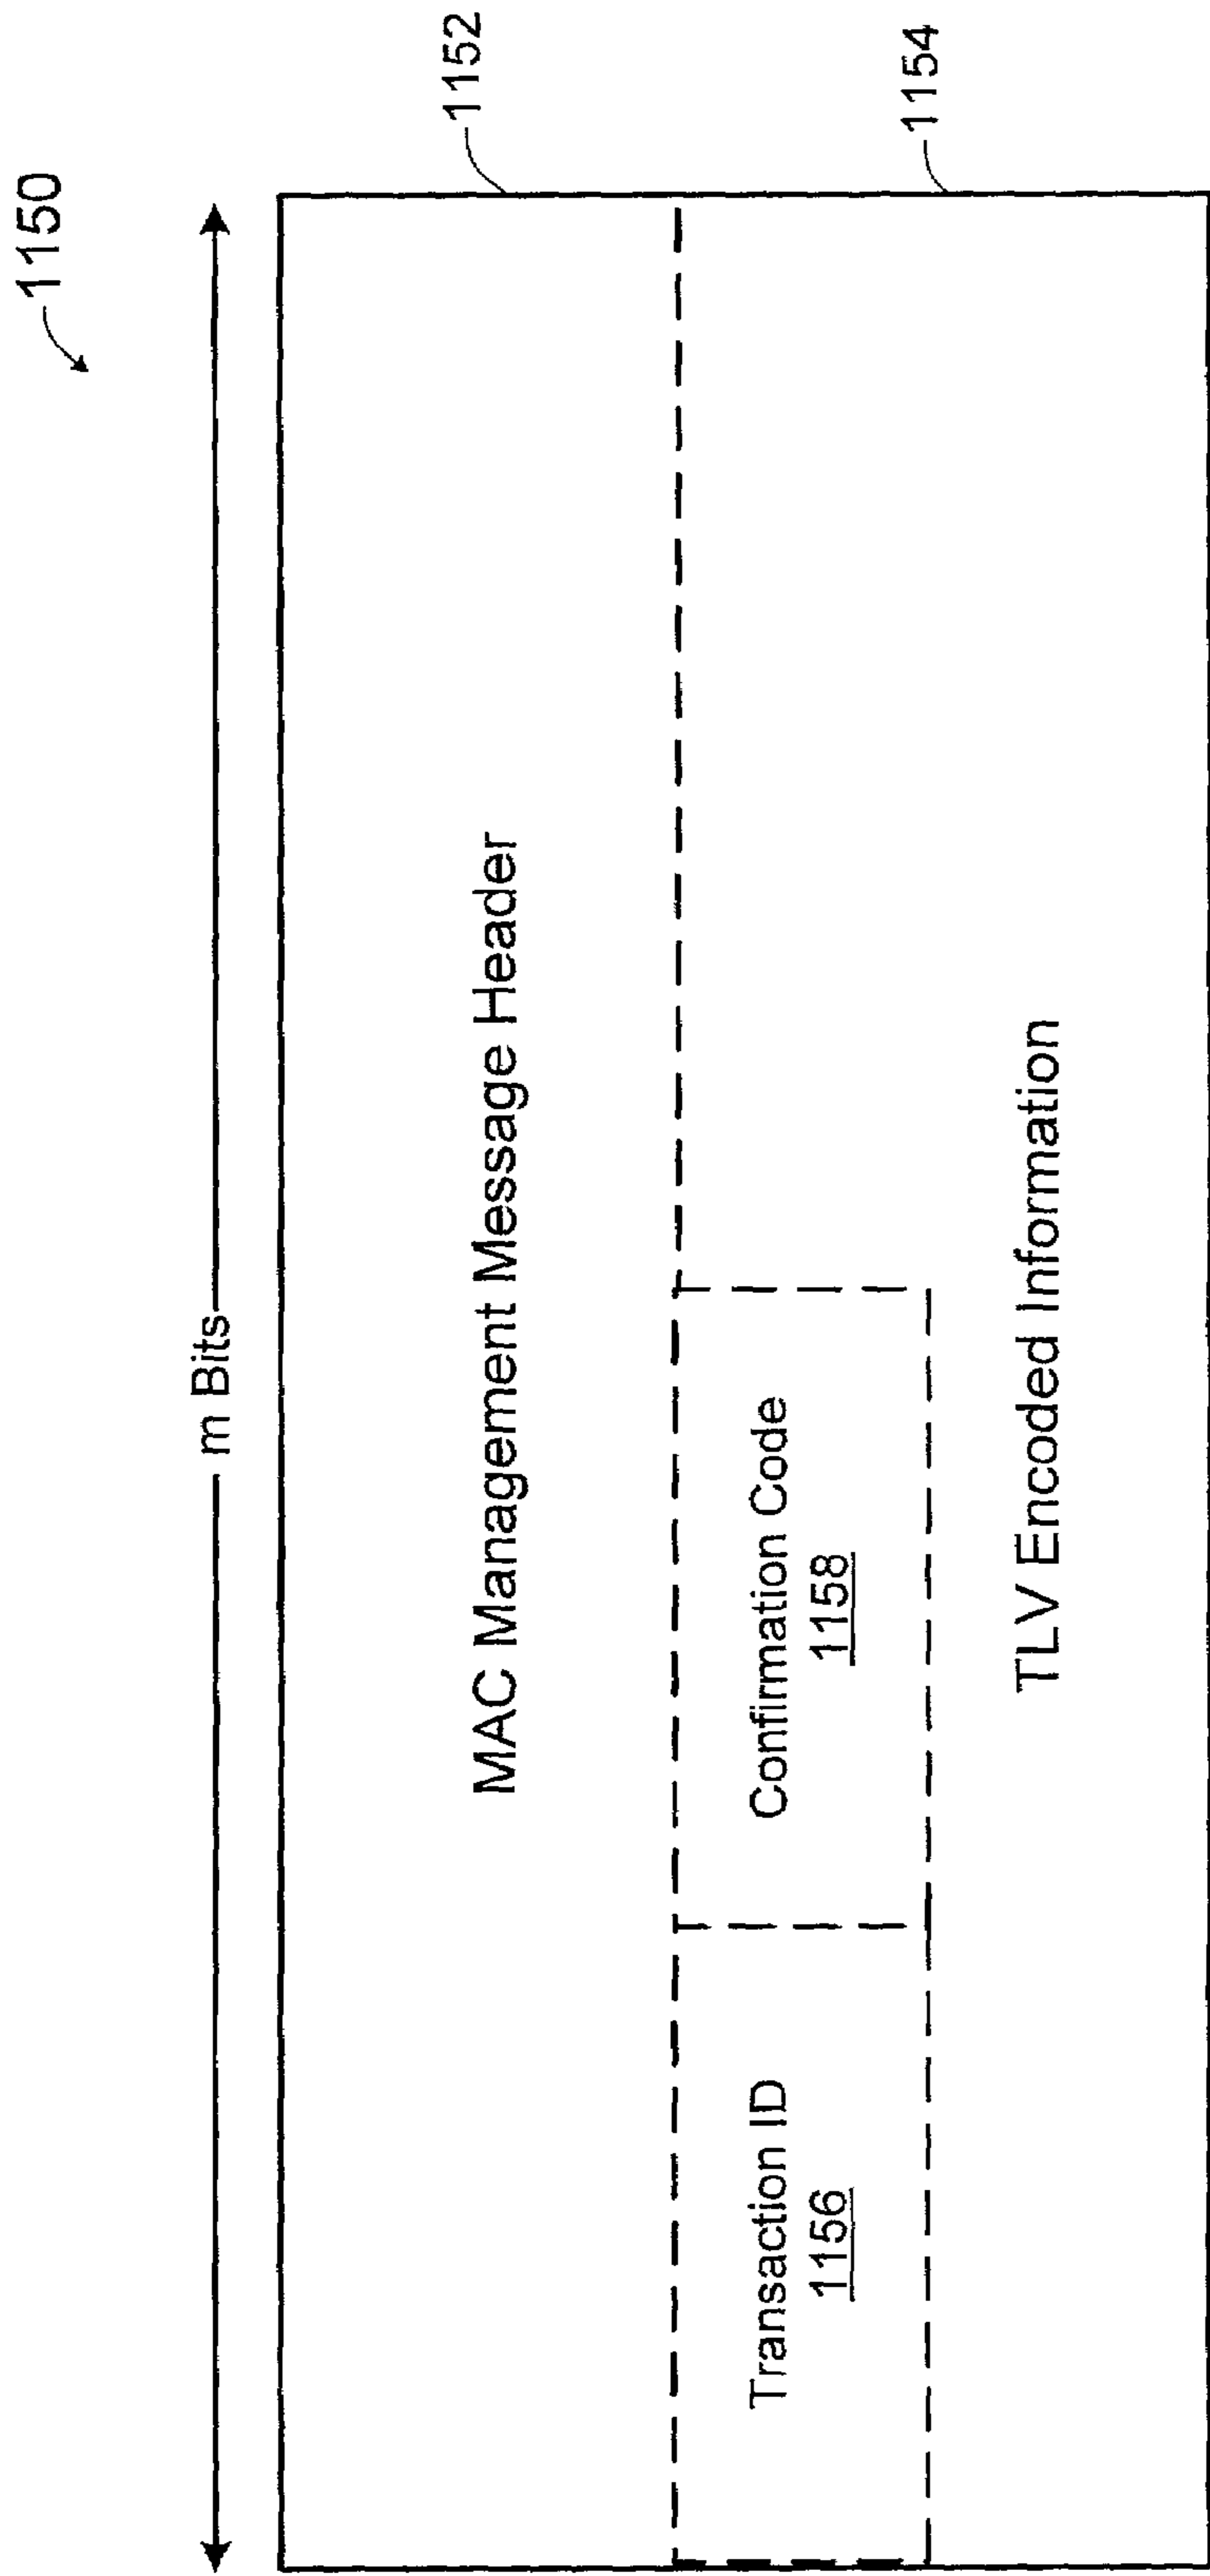 1150
m Bits
1152
MAC Management Message Header
Transaction ID
1156
Confirmation Code
1158
1154
TLV Encoded Information